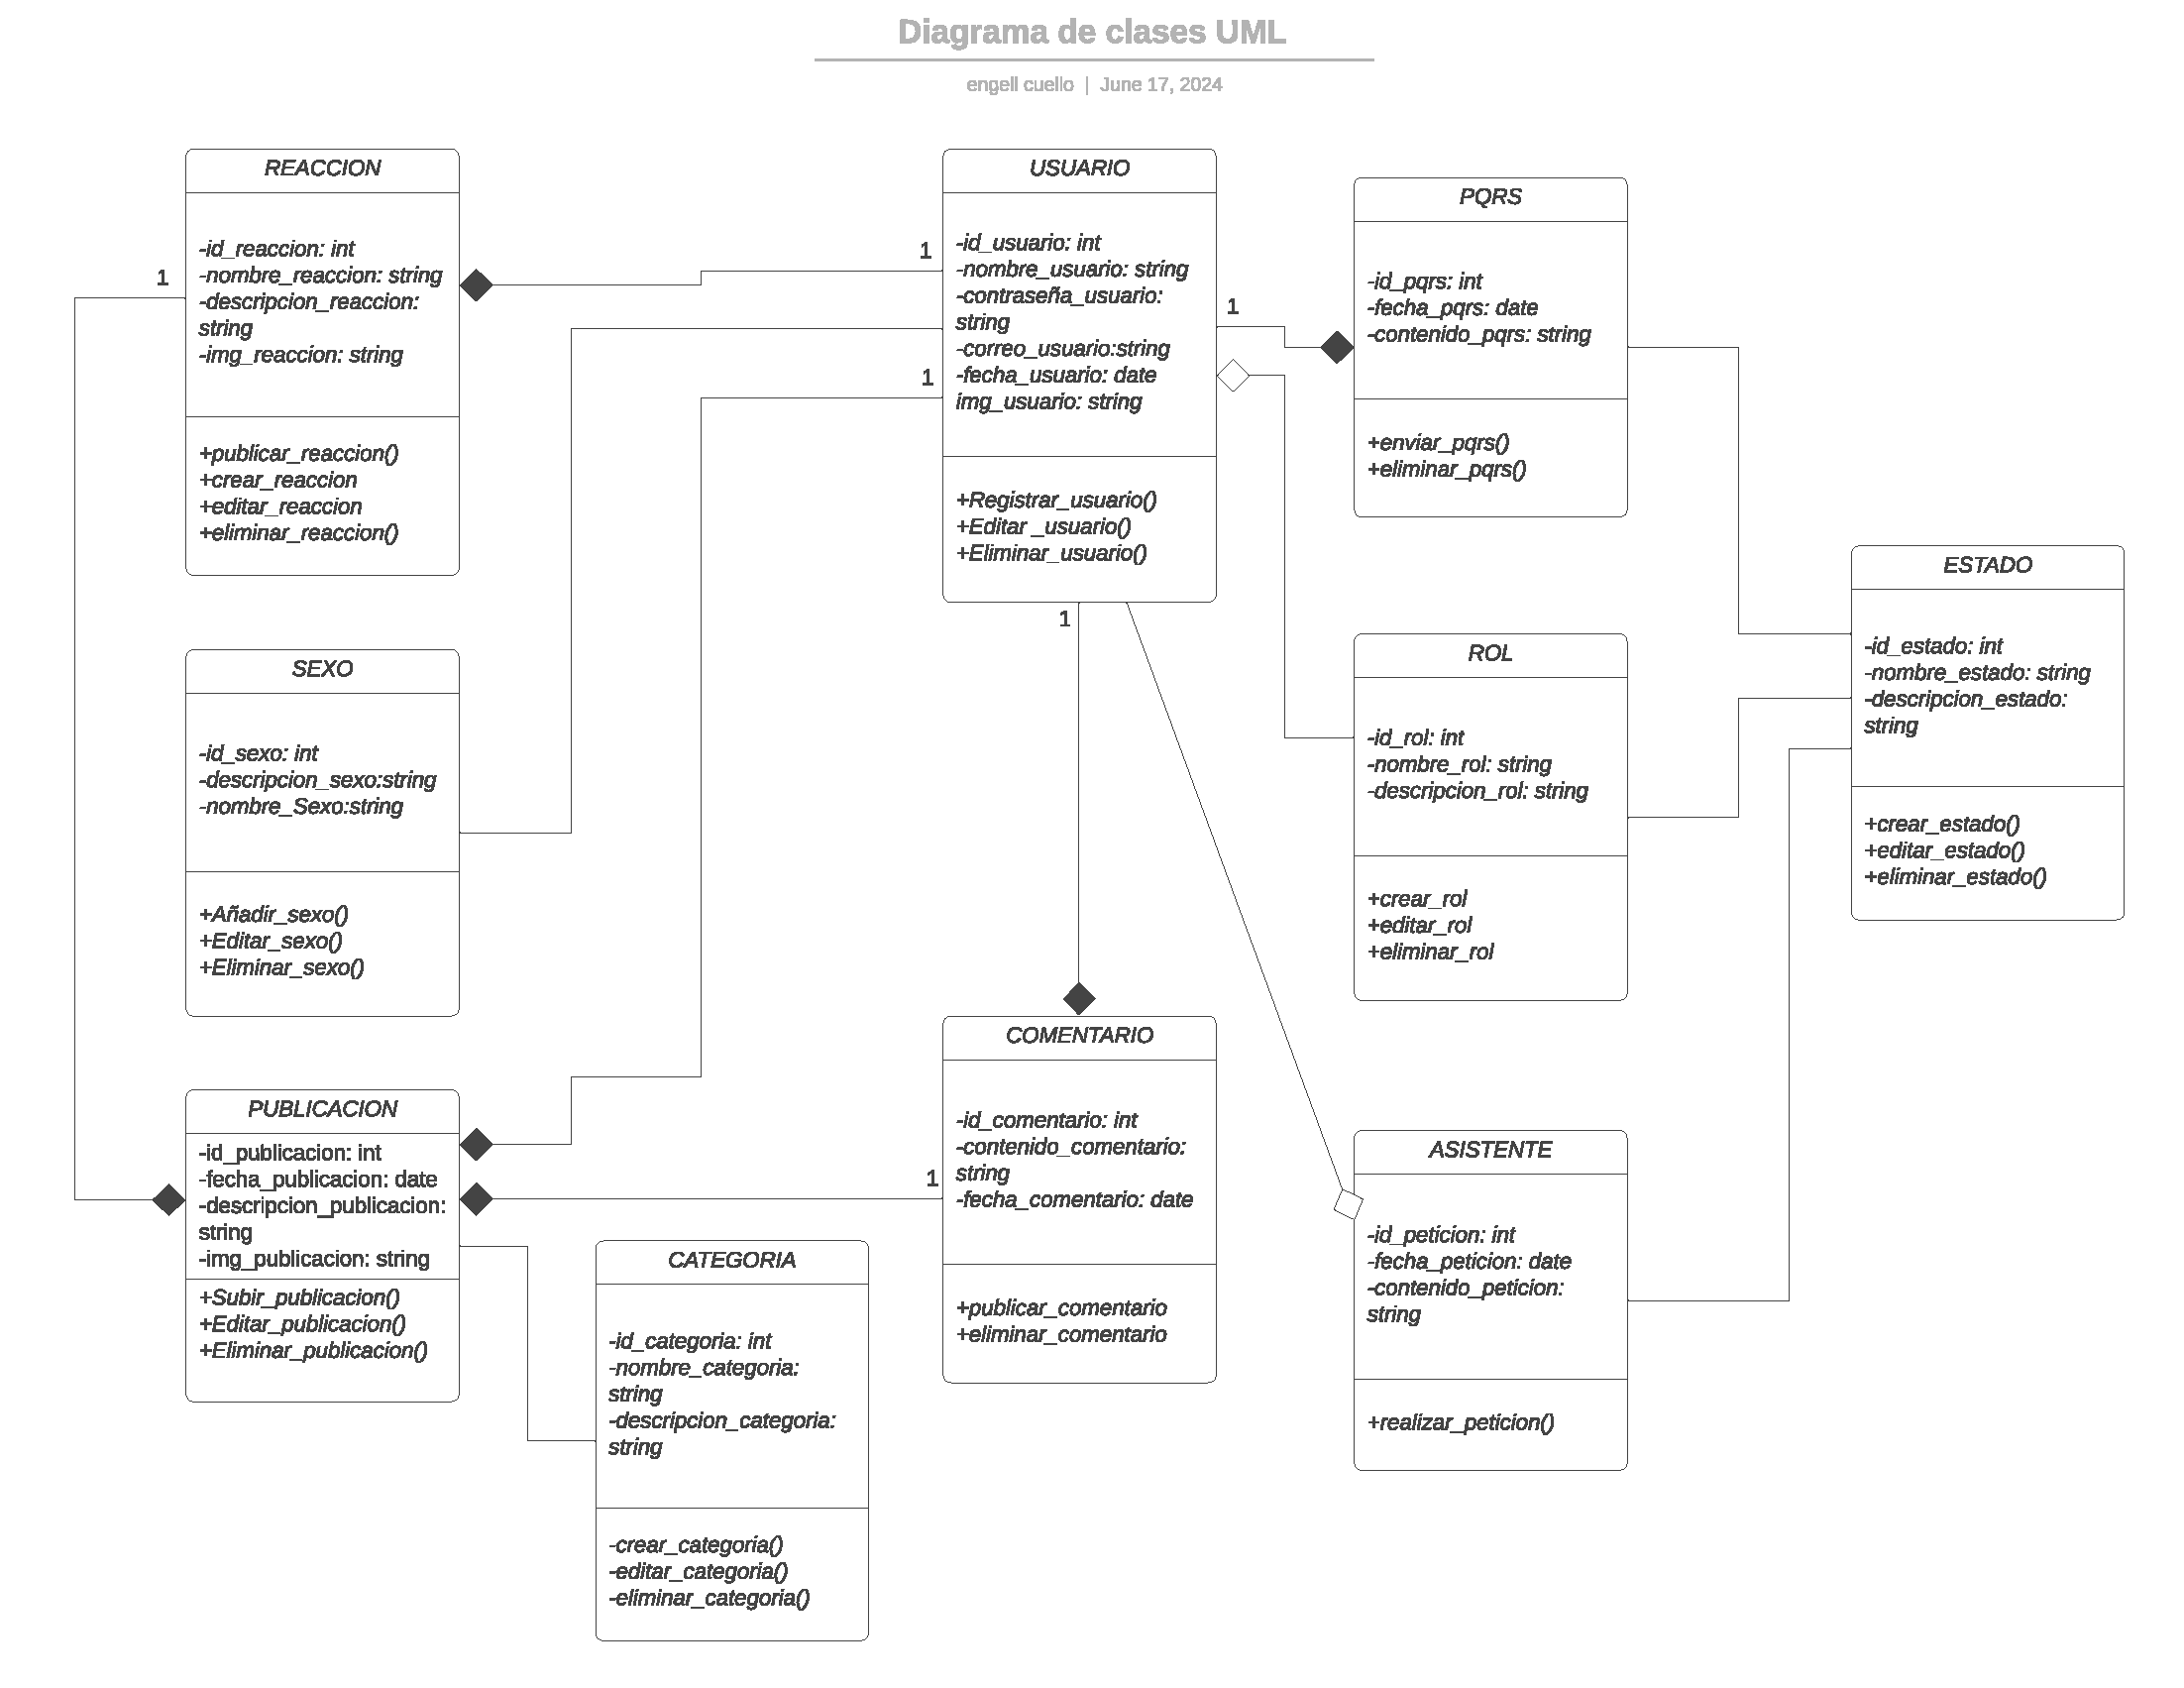 Diagrama de clases UML
engell cuello | June 17, 2024
REACCION
-id_reaccion: int
-nombre_reaccion: string
-descripcion_reaccion:
string
-img_reaccion: string
+publicar_reaccion()
+crear_reaccion
+editar_reaccion
+eliminar_reaccion()
1
1
1
USUARIO
-id_usuario: int
-nombre_usuario: string
-contraseña_usuario:
string
-correo_usuario:string
-fecha_usuario: date
img_usuario: string
+Registrar_usuario()
+Editar _usuario()
+Eliminar_usuario()
1
1
PQRS
-id_pqrs: int
-fecha_pqrs: date
-contenido_pqrs: string
+enviar_pqrs()
+eliminar_pqrs()
ESTADO
-id_estado: int
-nombre_estado: string
-descripcion_estado:
string
+crear_estado()
+editar_estado()
+eliminar_estado()
SEXO
-id_sexo: int
-descripcion_sexo:string
-nombre_Sexo:string
+Añadir_sexo()
+Editar_sexo()
+Eliminar_sexo()
ROL
-id_rol: int
-nombre_rol: string
-descripcion_rol: string
+crear_rol
+editar_rol
+eliminar_rol
PUBLICACION
-id_publicacion: int
-fecha_publicacion: date
-descripcion_publicacion:
string
-img_publicacion: string
+Subir_publicacion()
+Editar_publicacion()
+Eliminar_publicacion()
1
COMENTARIO
-id_comentario: int
-contenido_comentario:
string
-fecha_comentario: date
+publicar_comentario
+eliminar_comentario
ASISTENTE
-id_peticion: int
-fecha_peticion: date
-contenido_peticion:
string
+realizar_peticion()
CATEGORIA
-id_categoria: int
-nombre_categoria:
string
-descripcion_categoria:
string
-crear_categoria()
-editar_categoria()
-eliminar_categoria()